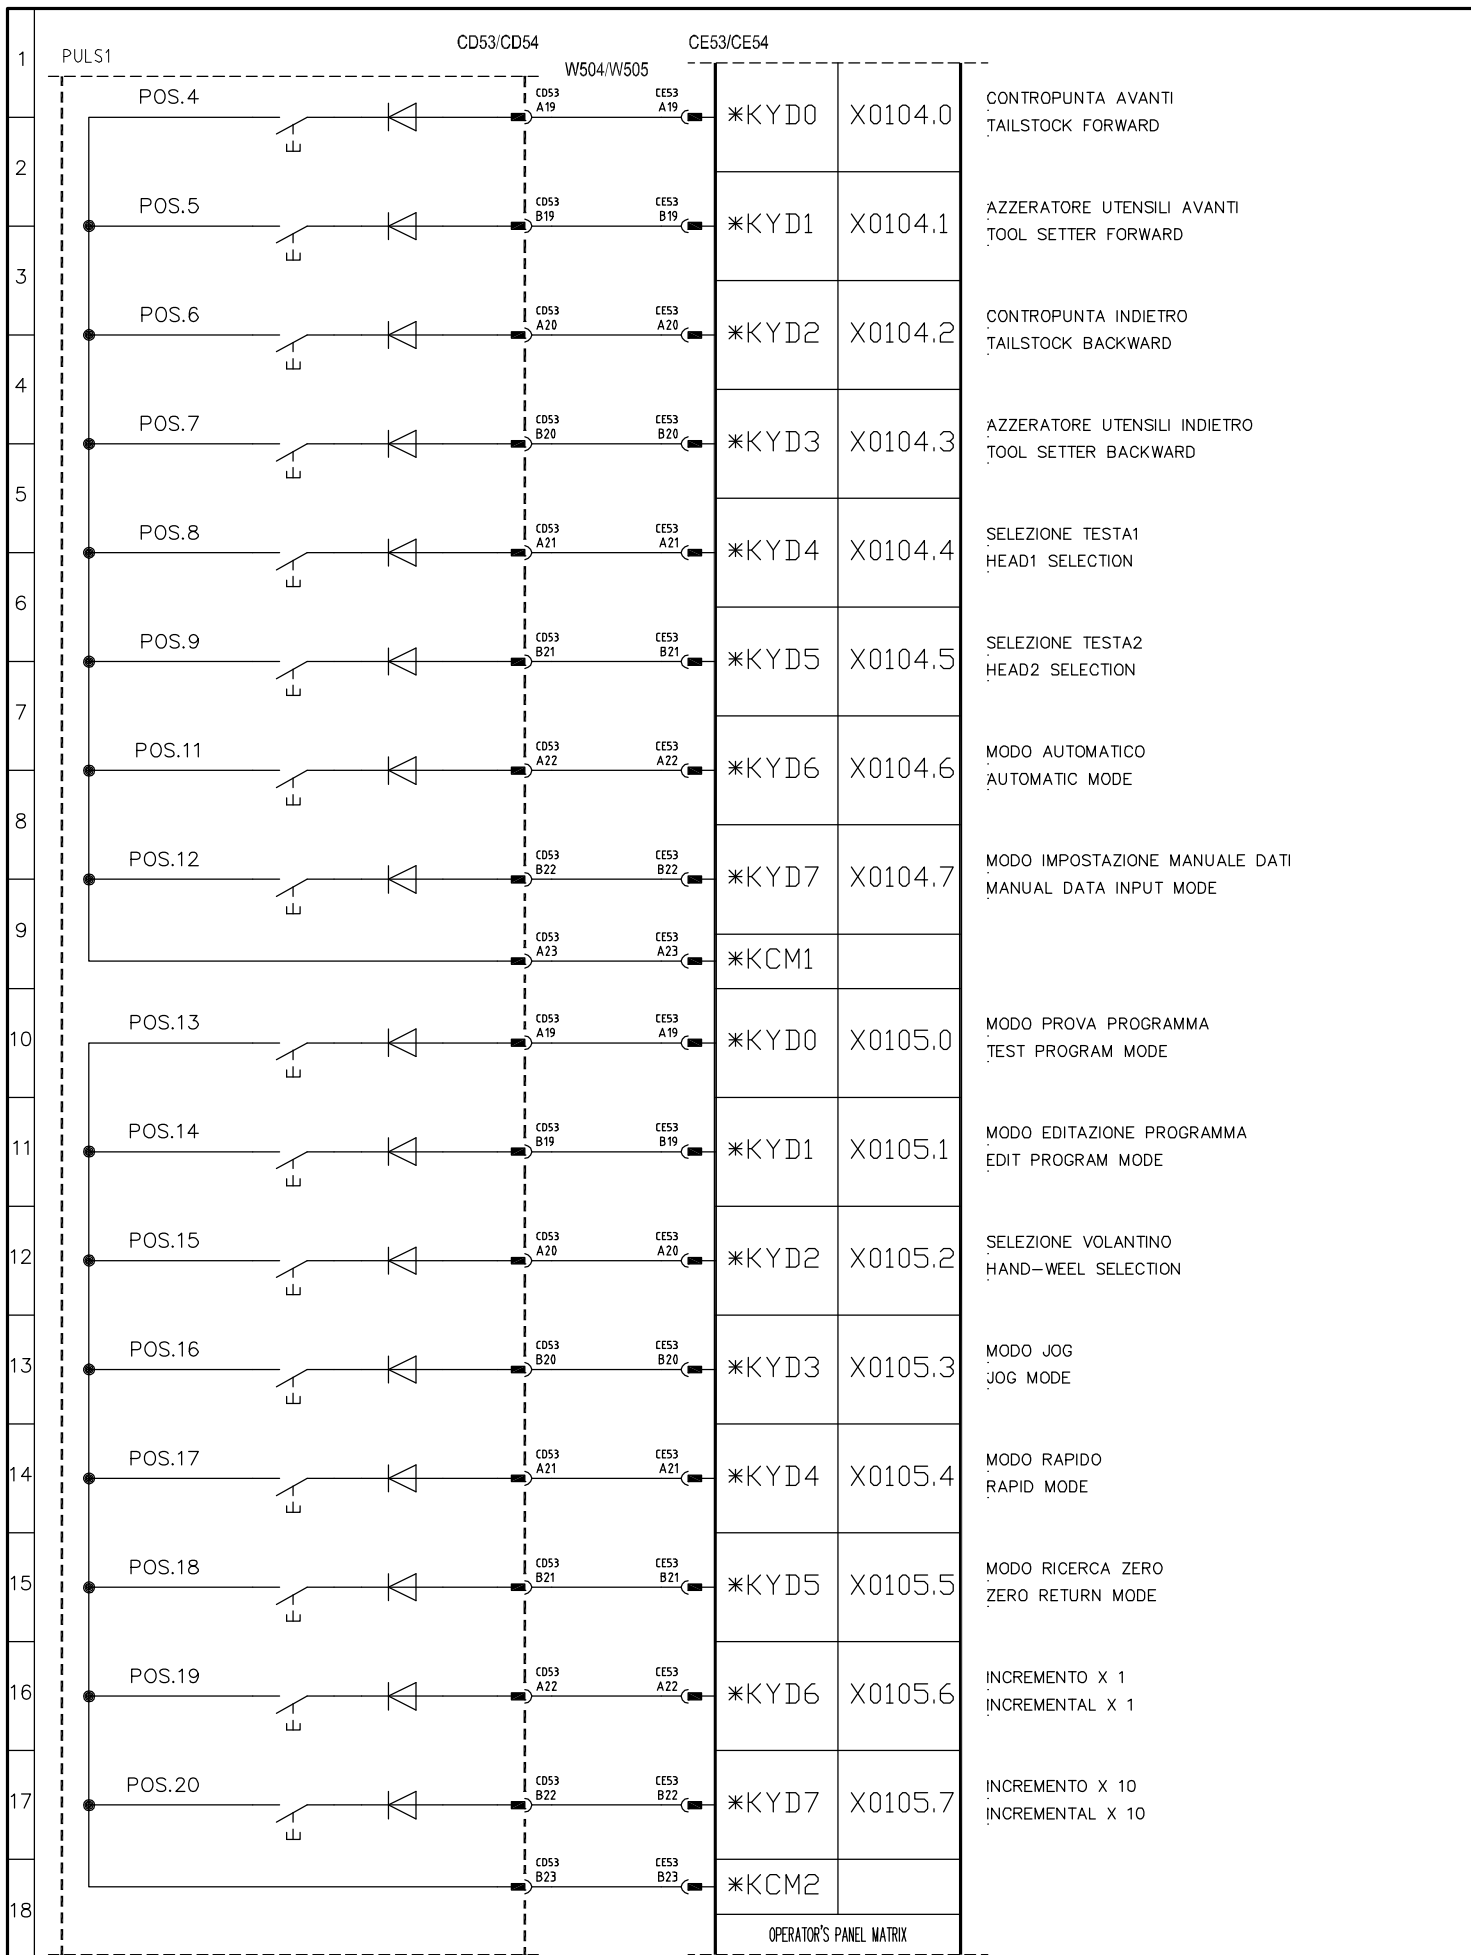 CD53/CD54 CE53/CE54
1 PULS1 W504/W505
POS.4 CD53 A19 CE53 A19 *KYD0 X0104.0 CONTROPUNTA AVANTI
TAILSTOCK FORWARD
2
POS.5 CD53 B19 CE53 B19 *KYD1 X0104.1 AZZERATORE UTENSILI AVANTI
TOOL SETTER FORWARD
3
POS.6 CD53 A20 CE53 A20 *KYD2 X0104.2 CONTROPUNTA INDIETRO
TAILSTOCK BACKWARD
4
POS.7 CD53 B20 CE53 B20 *KYD3 X0104.3 AZZERATORE UTENSILI INDIETRO
TOOL SETTER BACKWARD
5
POS.8 CD53 A21 CE53 A21 *KYD4 X0104.4 SELEZIONE TESTA1
HEAD1 SELECTION
6
POS.9 CD53 B21 CE53 B21 *KYD5 X0104.5 SELEZIONE TESTA2
HEAD2 SELECTION
7
POS.11 CD53 A22 CE53 A22 *KYD6 X0104.6 MODO AUTOMATICO
AUTOMATIC MODE
8
POS.12 CD53 B22 CE53 B22 *KYD7 X0104.7 MODO IMPOSTAZIONE MANUALE DATI
MANUAL DATA INPUT MODE
9
CD53 A23 CE53 A23 *KCM1
10
POS.13 CD53 A19 CE53 A19 *KYD0 X0105.0 MODO PROVA PROGRAMMA
TEST PROGRAM MODE
11
POS.14 CD53 B19 CE53 B19 *KYD1 X0105.1 MODO EDITAZIONE PROGRAMMA
EDIT PROGRAM MODE
12
POS.15 CD53 A20 CE53 A20 *KYD2 X0105.2 SELEZIONE VOLANTINO
HAND-WEEL SELECTION
13
POS.16 CD53 B20 CE53 B20 *KYD3 X0105.3 MODO JOG
JOG MODE
14
POS.17 CD53 A21 CE53 A21 *KYD4 X0105.4 MODO RAPIDO
RAPID MODE
15
POS.18 CD53 B21 CE53 B21 *KYD5 X0105.5 MODO RICERCA ZERO
ZERO RETURN MODE
16
POS.19 CD53 A22 CE53 A22 *KYD6 X0105.6 INCREMENTO X 1
INCREMENTAL X 1
17
POS.20 CD53 B22 CE53 B22 *KYD7 X0105.7 INCREMENTO X 10
INCREMENTAL X 10
CD53 B23 CE53 B23 *KCM2
18
OPERATOR'S PANEL MATRIX